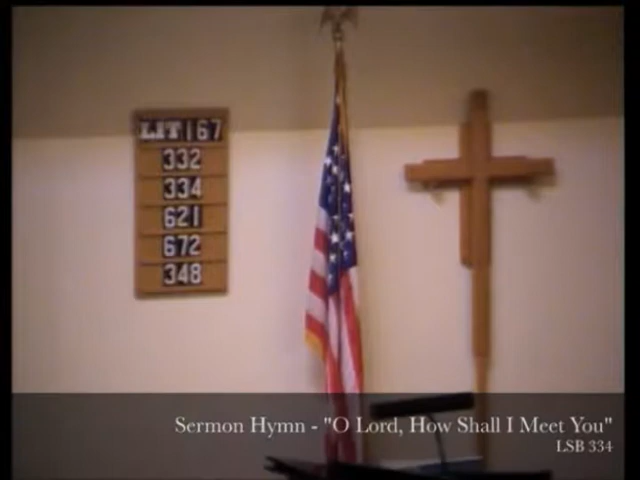 LIT 167
332
334
621
672
348
Sermon Hymn - "O Lord, How Shall I Meet You"
LSB 334